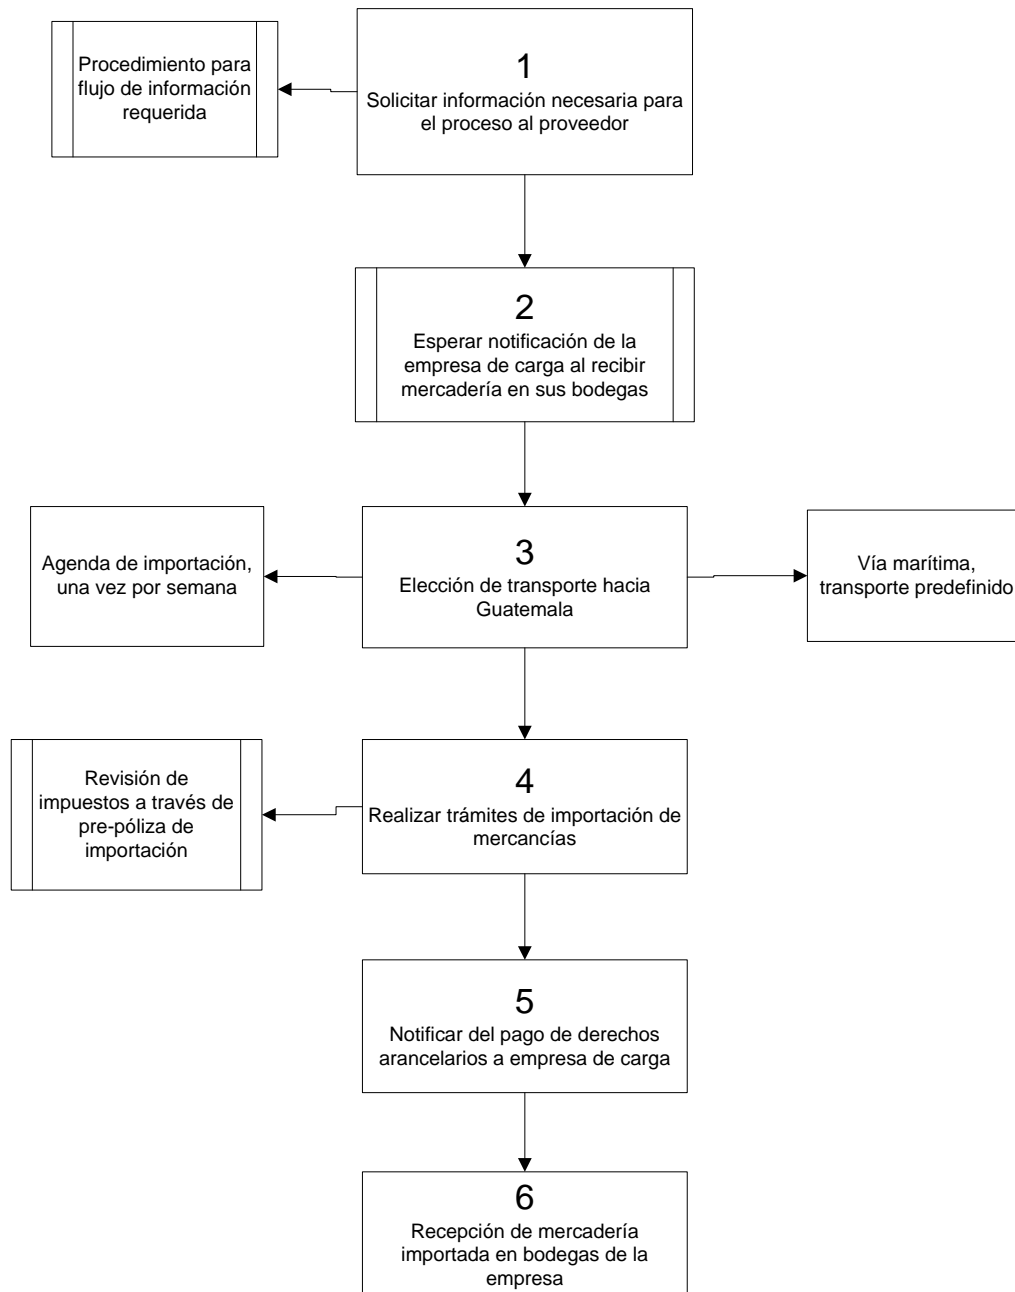 Procedimiento para
flujo de información
requerida
1
Solicitar información necesaria para
el proceso al proveedor
2
Esperar notificación de la
empresa de carga al recibir
mercadería en sus bodegas
Agenda de importación,
una vez por semana
3
Elección de transporte hacia
Guatemala
Vía marítima,
transporte predefinido
Revisión de
impuestos a través de
pre-póliza de
importación
4
Realizar trámites de importación de
mercancías
5
Notificar del pago de derechos
arancelarios a empresa de carga
6
Recepción de mercadería
importada en bodegas de la
empresa